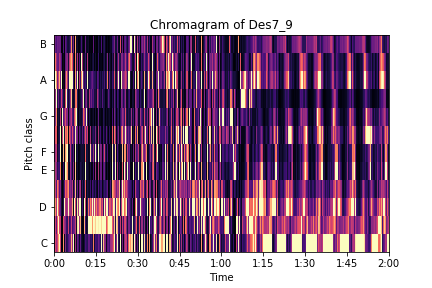 Chromagram of Des7_9
B
A
G
F
E
D
C
Pitch class
0:00 0:15 0:30 0:45 1:00 1:15 1:30 1:45 2:00
Time